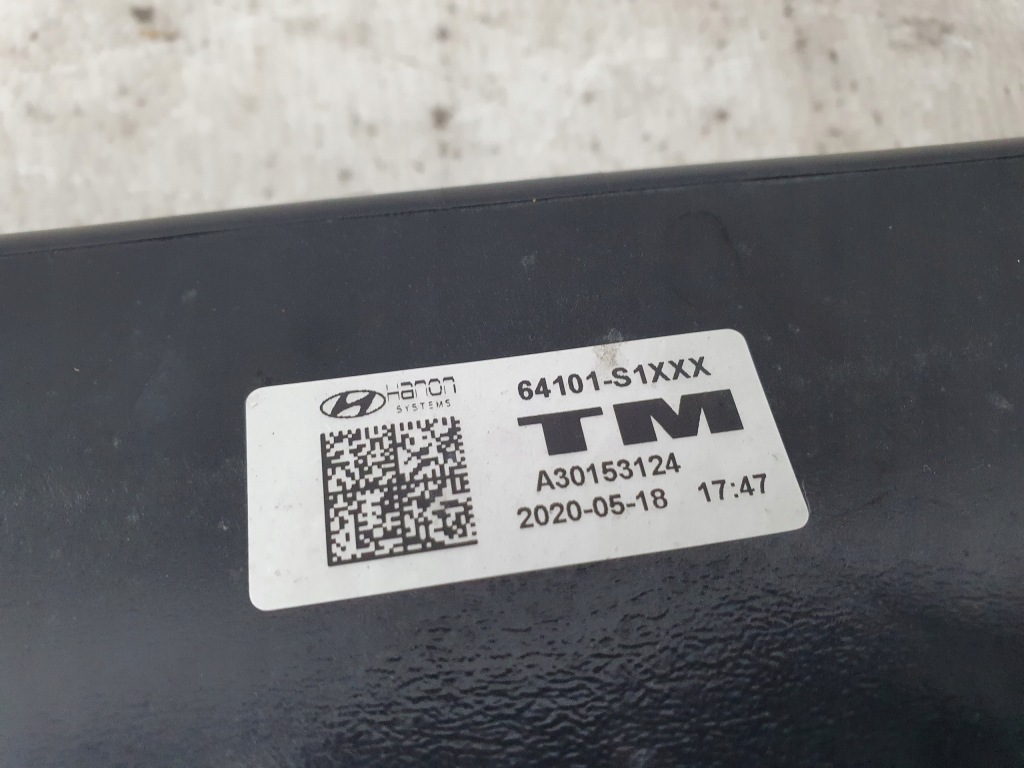 Hanon
SYSTEMS
64101-S1XXX
TM
A30153124
2020-05-18 17:47